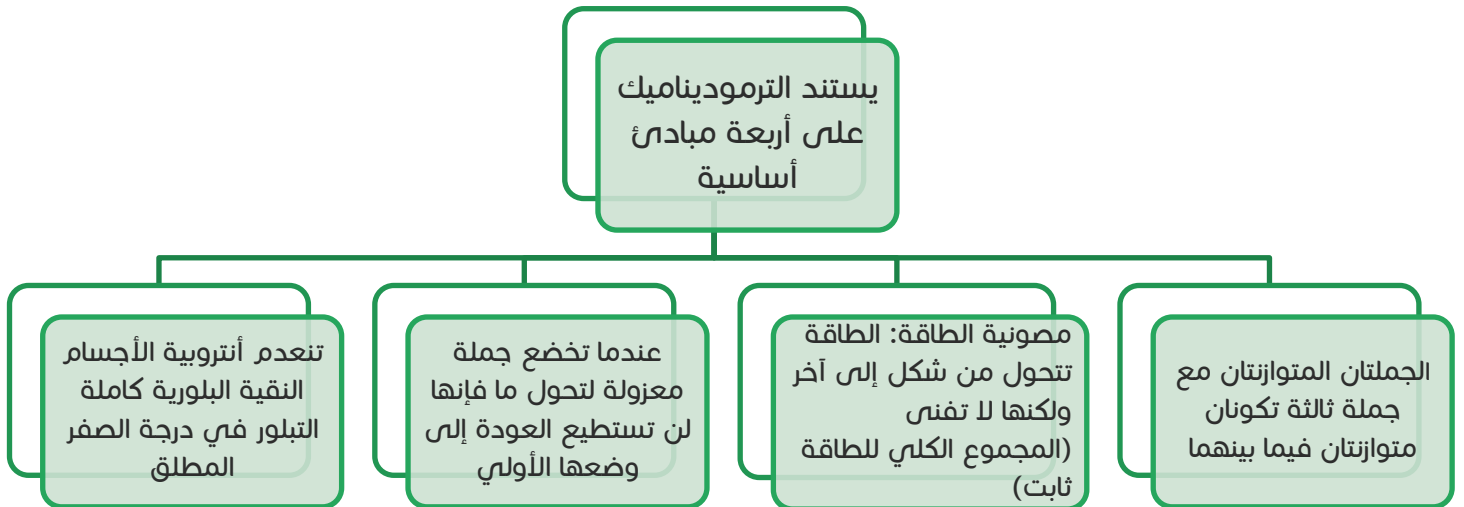 يستند الترموديناميك
على أربعة مبادئ
أساسية
الجملتان المتوازنتان مع
جملة ثالثة تكونان
متوازنتان فيما بينهما
مصونية الطاقة: الطاقة
تتحول من شكل إلى آخر
ولكنها لا تفنى
(المجموع الكلي للطاقة
ثابت)
عندما تخضع جملة
معزولة لتحول ما فإنها
لن تستطيع العودة إلى
وضعها الأولي
تنعدم أنتروبية الأجسام
النقية البلورية كاملة
التبلور في درجة الصفر
المطلق